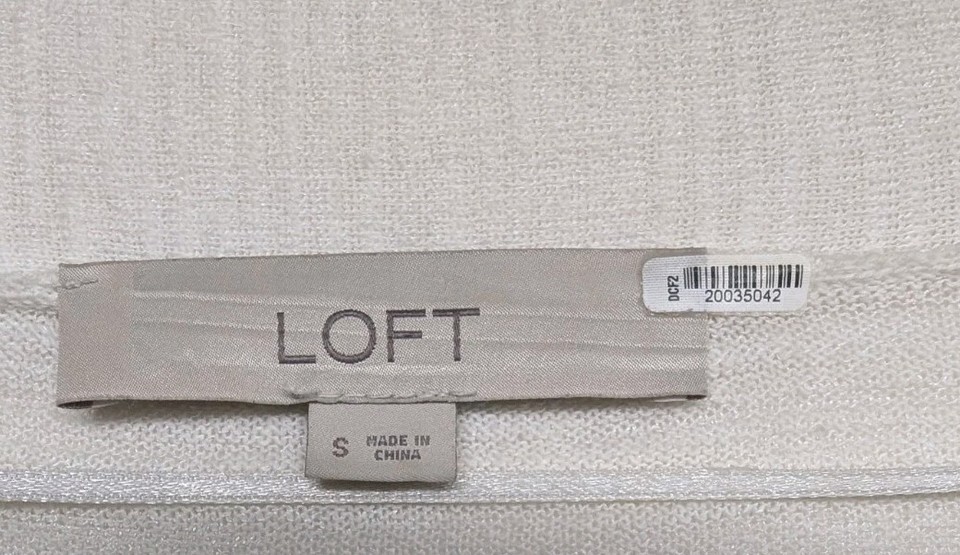 DCF2
20035042
LOFT
S
MADE IN
CHINA